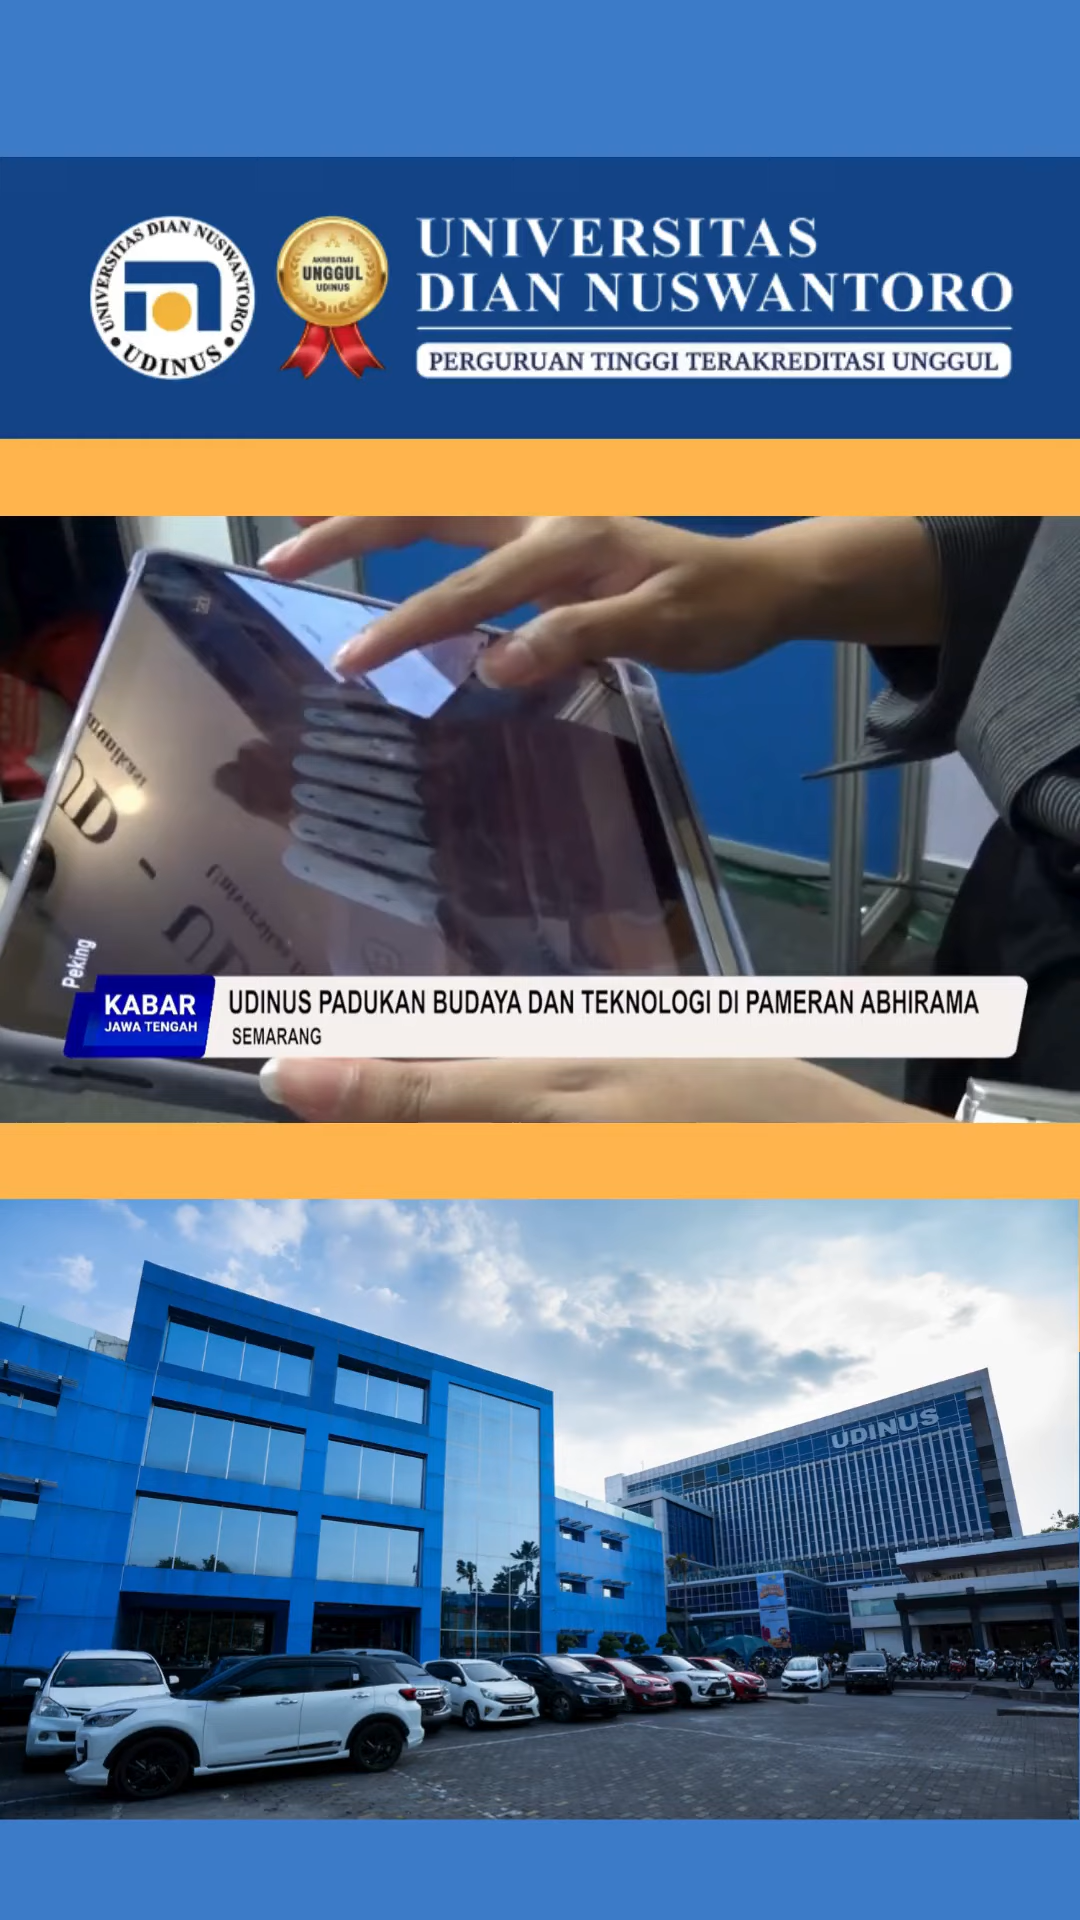 UNIVERSITAS DIAN NUSWANTORO
• UDINUS •
AKREDITASI
UNGGUL
UDINUS
UNIVERSITAS
DIAN NUSWANTORO
PERGURUAN TINGGI TERAKREDITASI UNGGUL
Peking
KABAR
JAWA TENGAH
UDINUS PADUKAN BUDAYA DAN TEKNOLOGI DI PAMERAN ABHIRAMA
SEMARANG
UDINUS